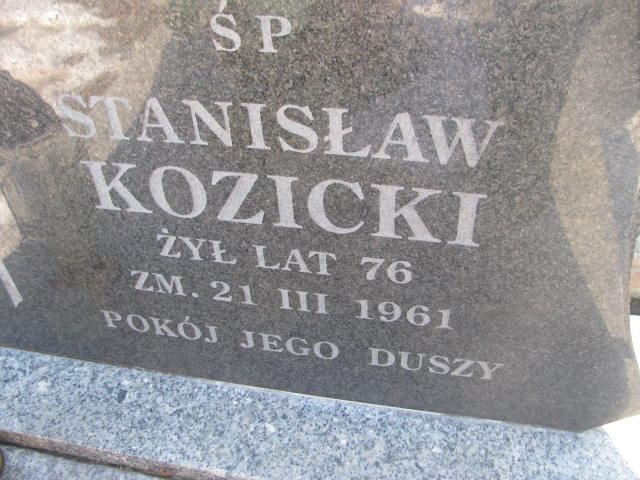 ŚP
STANISŁAW
KOZICKI
ŻYŁ LAT 76
ZM. 21 III 1961
POKÓJ JEGO DUSZY